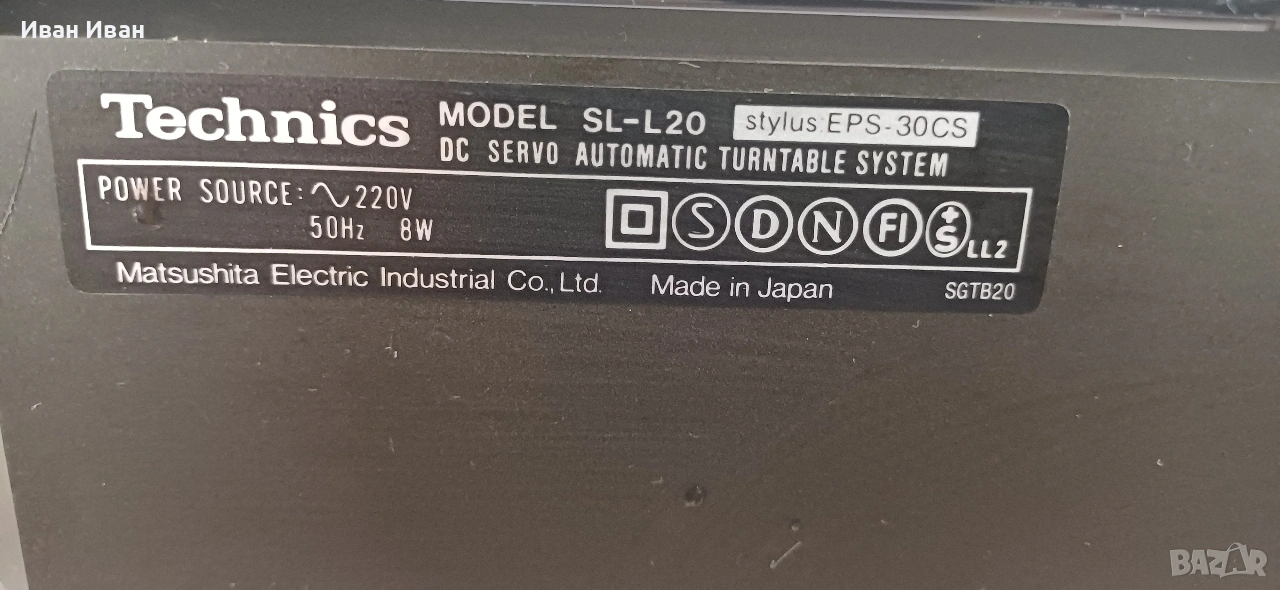 Иван Иван
Technics MODEL SL-L20 stylus:EPS-30CS
DC SERVO AUTOMATIC TURNTABLE SYSTEM
POWER SOURCE: 220V
50Hz 8W
S D N FI +S LL2
Matsushita Electric Industrial Co., Ltd. Made in Japan SGTB20
BAZAR